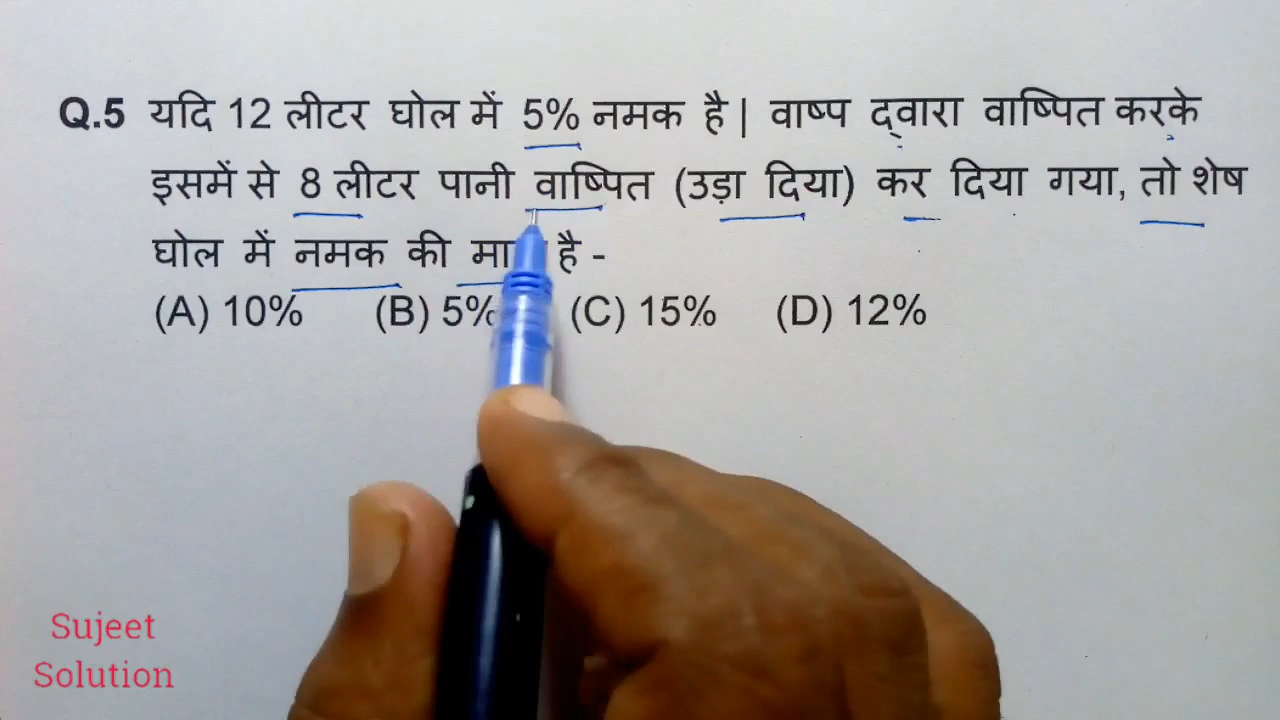 Q.5 यदि 12 लीटर घोल में 5% नमक है| वाष्प द्वारा वाष्पित करके
इसमें से 8 लीटर पानी वाष्पित (उड़ा दिया) कर दिया गया, तो शेष
घोल में नमक की है -
(A) 10% (B) 5% (C) 15% (D) 12%
Sujeet
Solution